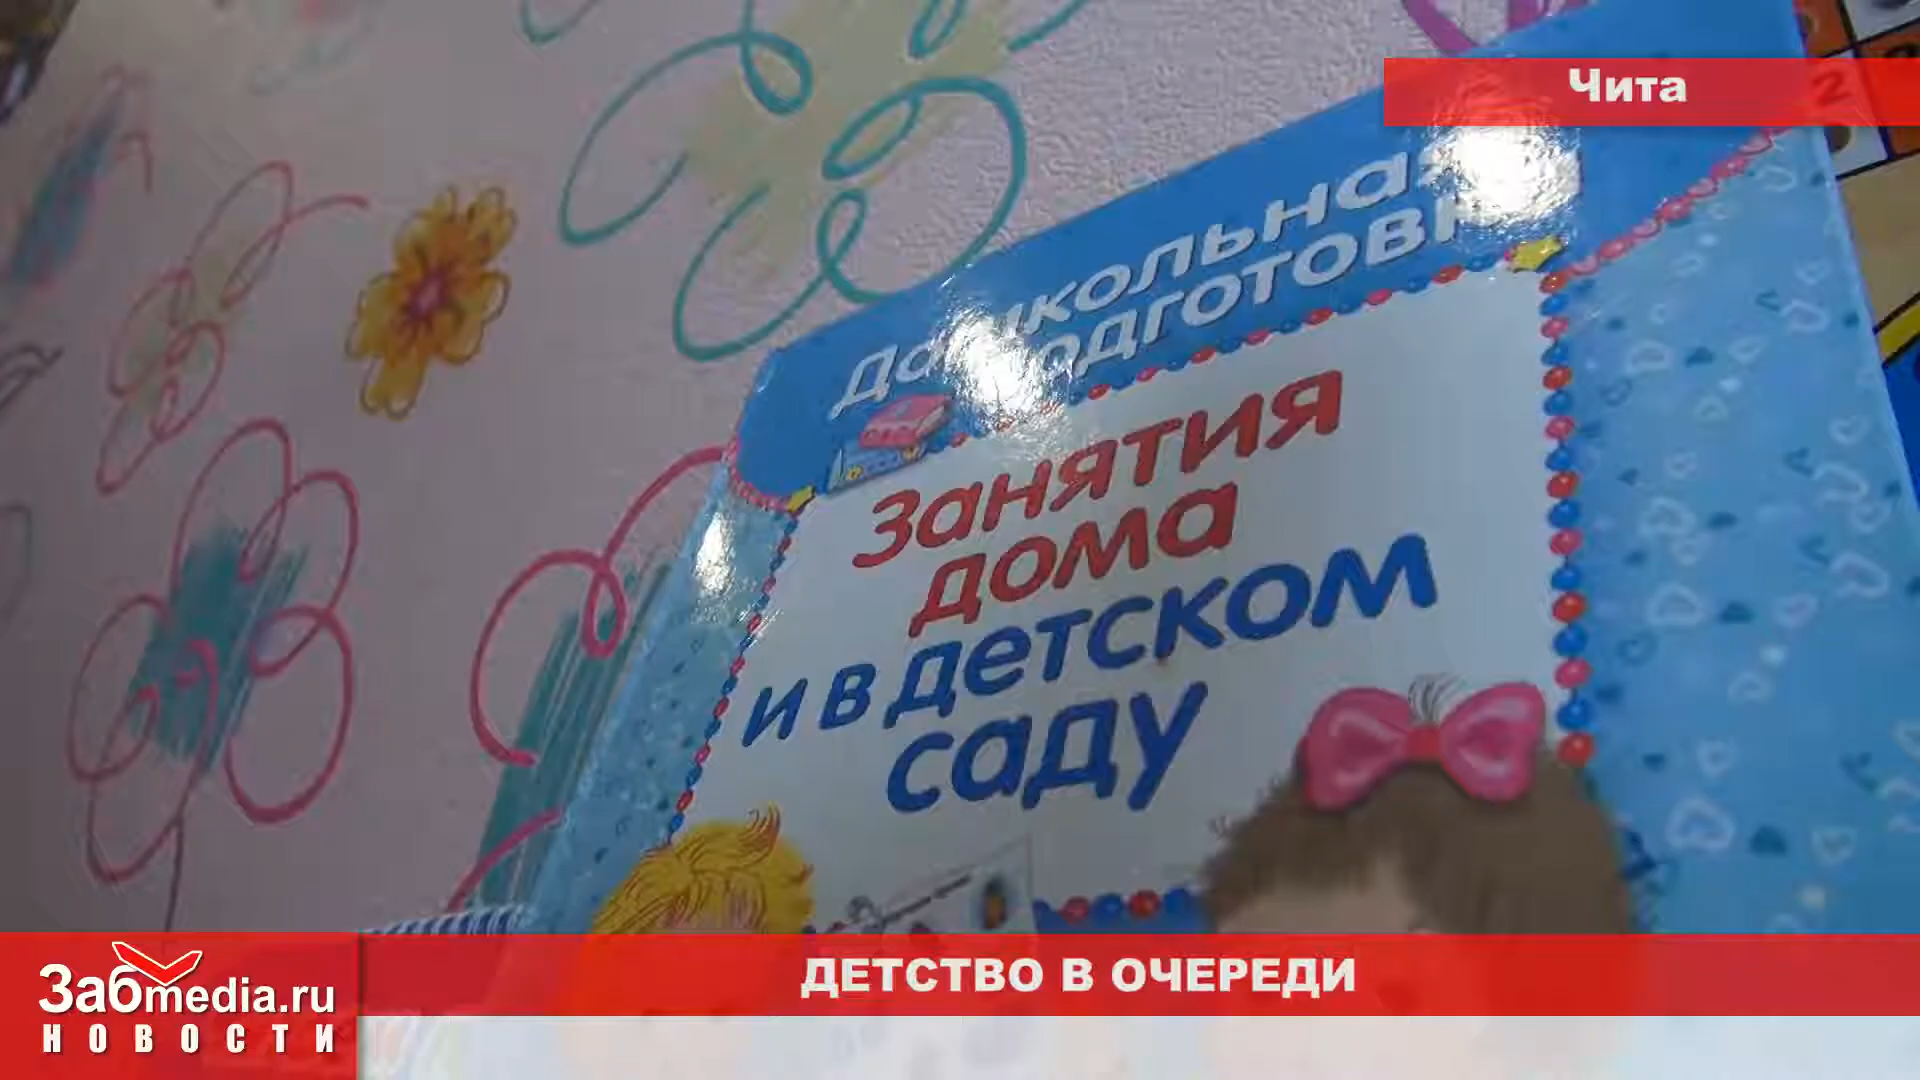 Чита
Дошкольная
подготовка
Занятия
дома
и в детском
саду
ДЕТСТВО В ОЧЕРЕДИ
Забmedia.ru
НОВОСТИ